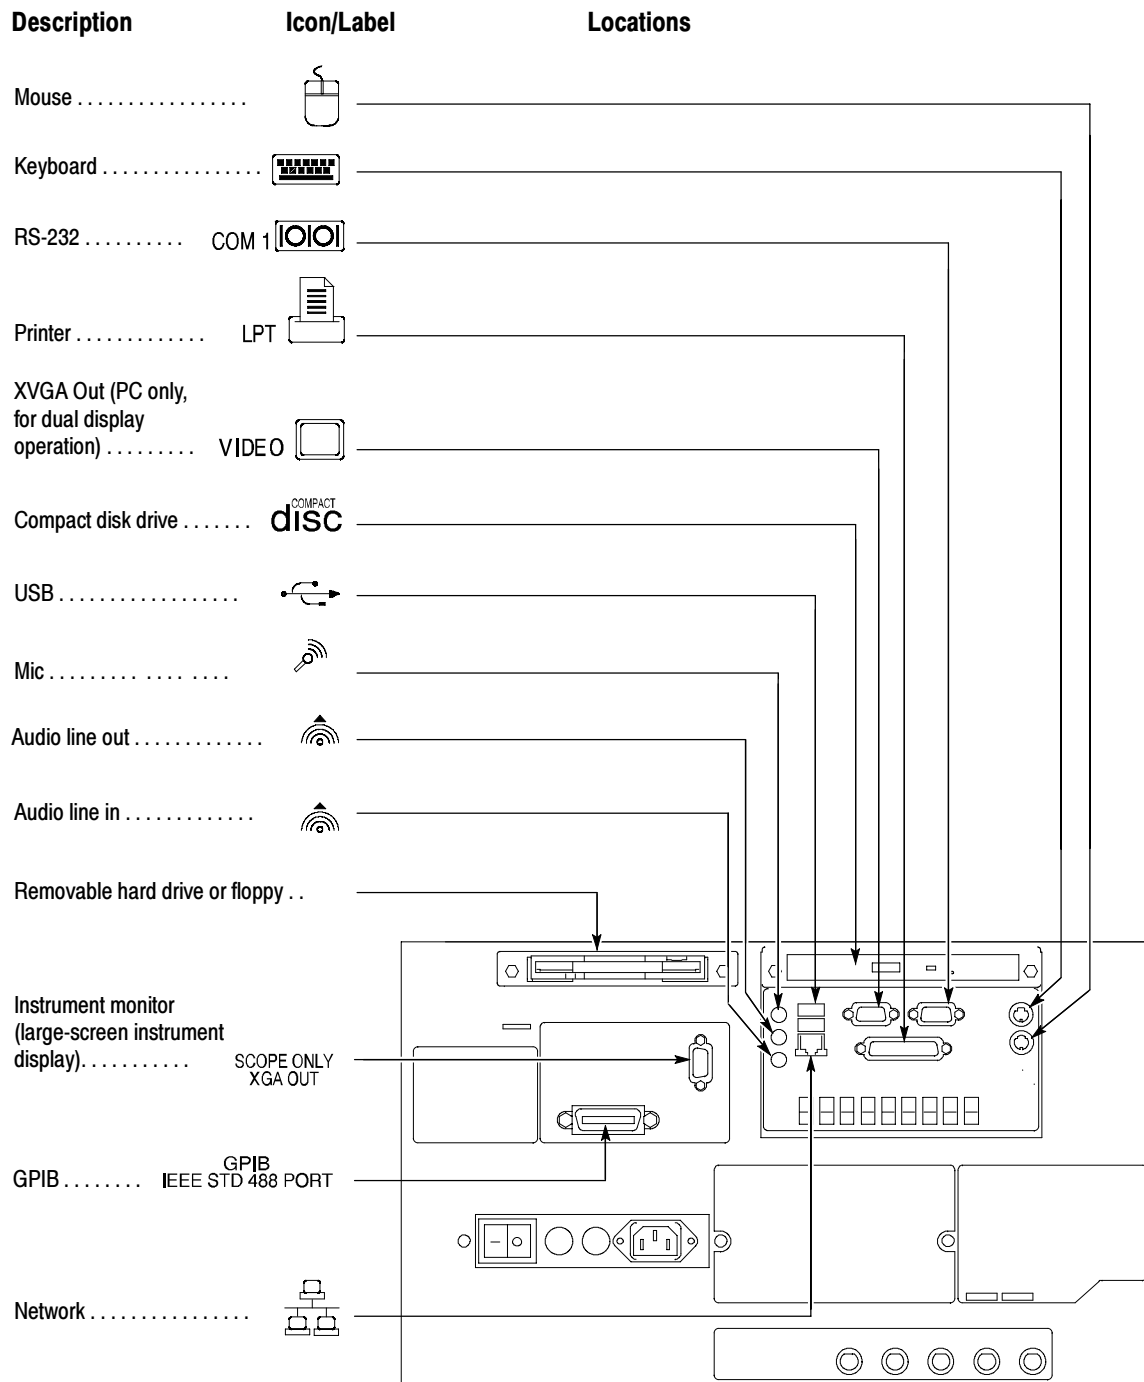 Description Icon/Label Locations
Mouse . . . . . . . . . . . . . . . . .
Keyboard . . . . . . . . . . . . . . . .
RS-232 . . . . . . . . . . COM 1 IOIOI
Printer . . . . . . . . . . . . . LPT
XVGA Out (PC only,
for dual display
operation) . . . . . . . . . VIDEO
Compact disk drive . . . . . . . COMPACT disc
USB . . . . . . . . . . . . . . . . . .
Mic . . . . . . . . . . . . . . . . .
Audio line out . . . . . . . . . . . . .
Audio line in . . . . . . . . . . . . .
Removable hard drive or floppy . .
Instrument monitor
(large-screen instrument
display). . . . . . . . . . . SCOPE ONLY
XGA OUT
GPIB . . . . . . . . GPIB
IEEE STD 488 PORT
Network . . . . . . . . . . . . . . . .